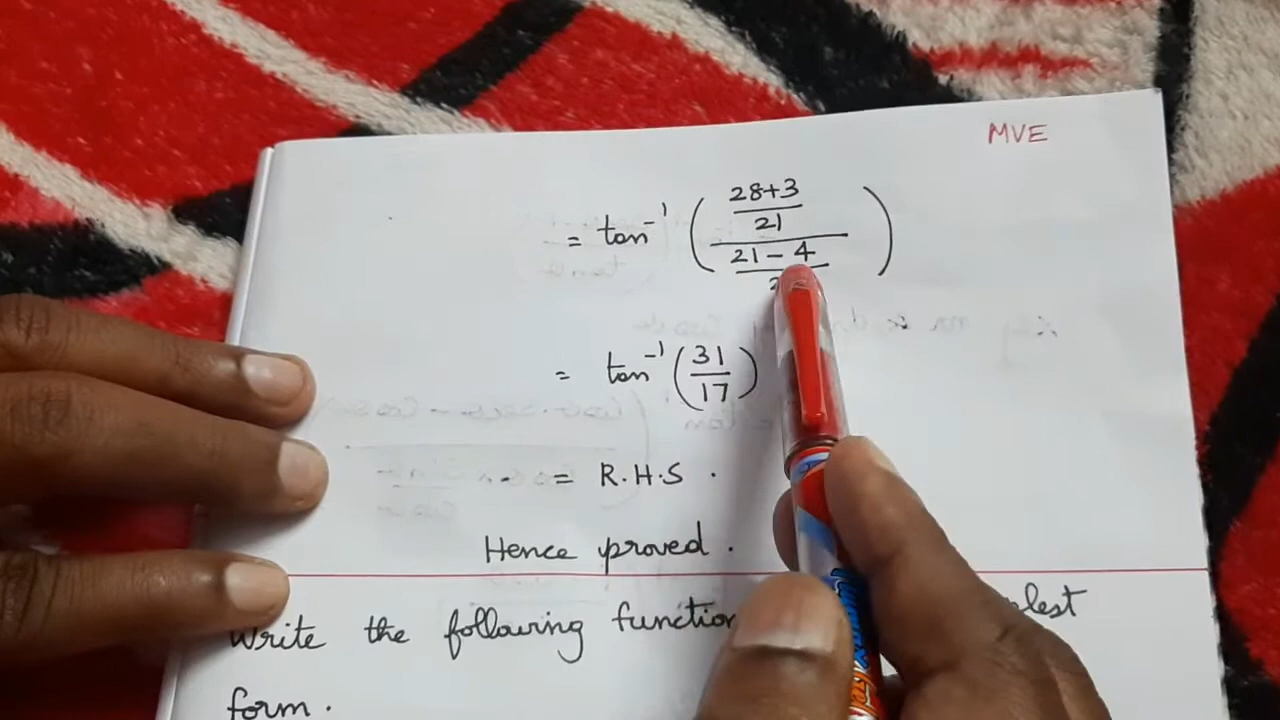 MVE
= tan⁻¹ ( (28+3)/21 / (21-4)/ )
= tan⁻¹ (31/17)
= R.H.S.
Hence proved.
Write the following function
form.